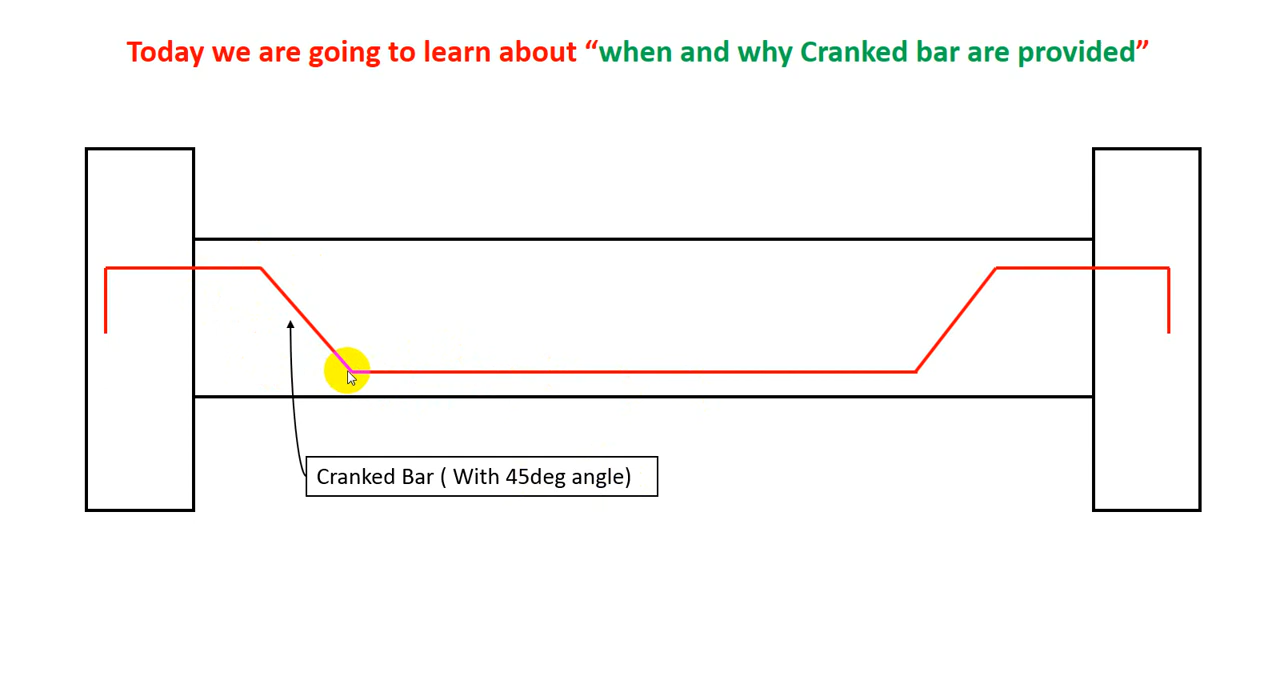 Today we are going to learn about “when and why Cranked bar are provided”
Cranked Bar ( With 45deg angle)